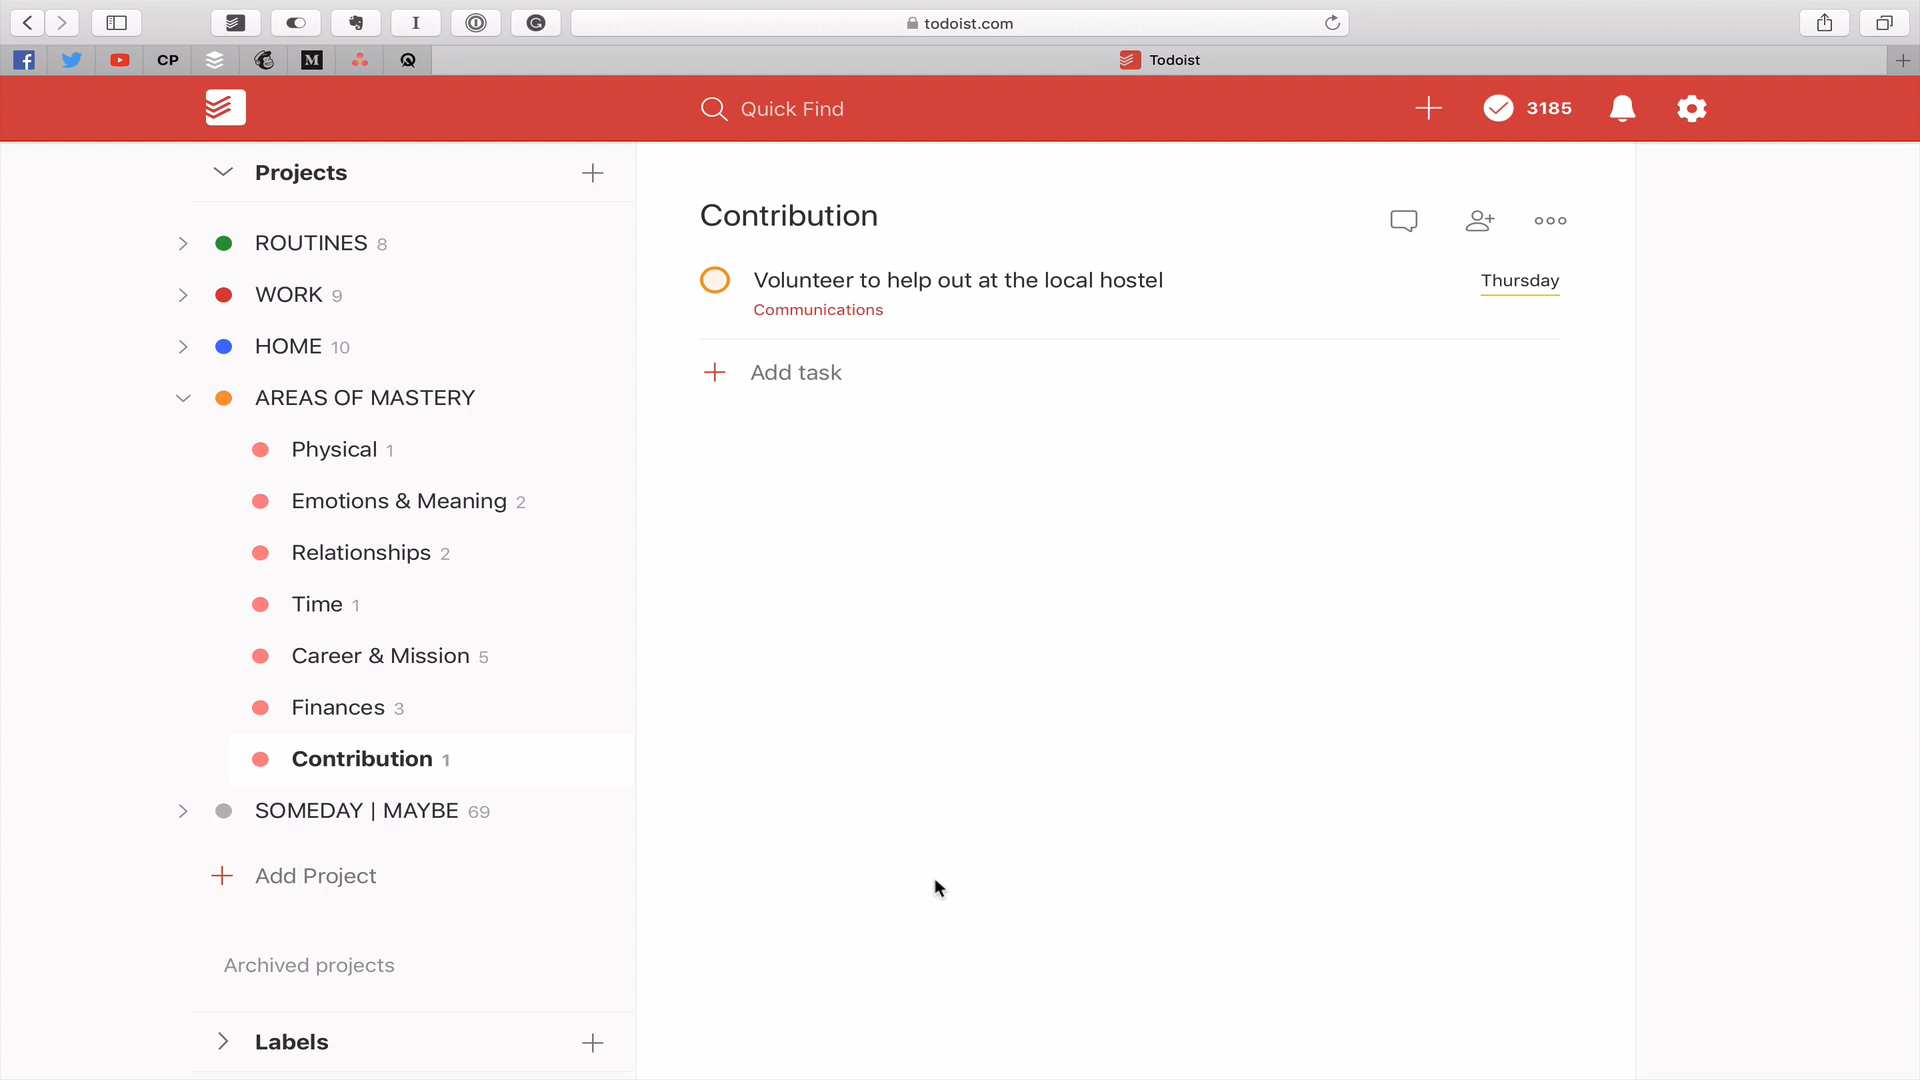 todoist.com
CP
M
Todoist
Quick Find
3185
Projects
ROUTINES 8
WORK 9
HOME 10
AREAS OF MASTERY
Physical 1
Emotions & Meaning 2
Relationships 2
Time 1
Career & Mission 5
Finances 3
Contribution 1
SOMEDAY | MAYBE 69
Add Project
Archived projects
Labels
Contribution
Volunteer to help out at the local hostel
Thursday
Communications
Add task